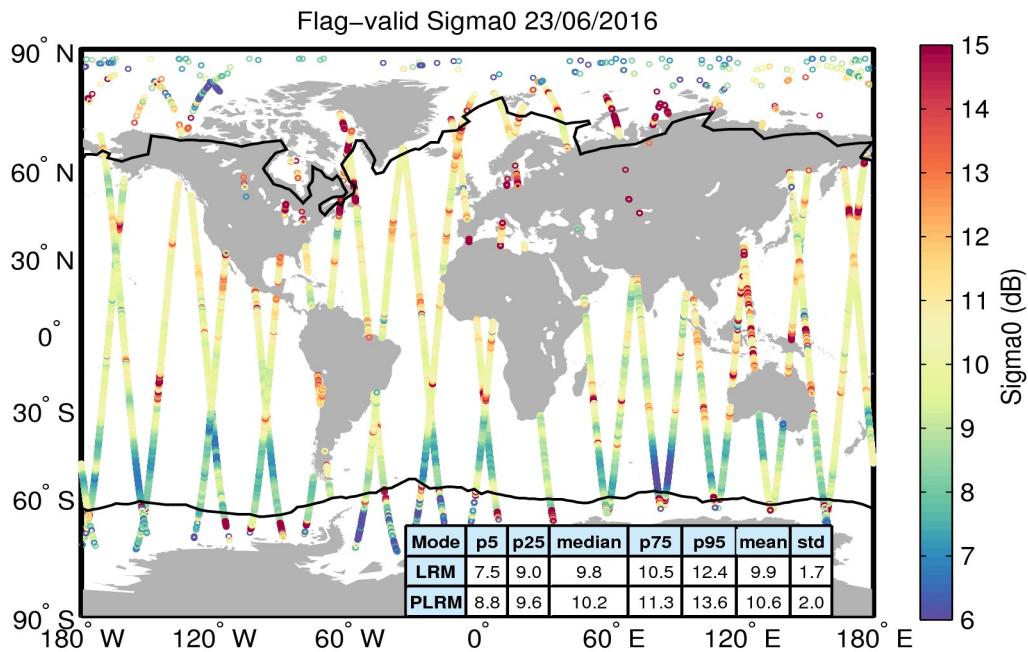 Flag−valid Sigma0 23/06/2016
90° N
60° N
30° N
0°
30° S
60° S
90° S
180° W
120° W
60° W
0°
60° E
120° E
180° E
15
14
13
12
11
10
9
8
7
6
Sigma0 (dB)
Mode p5 p25 median p75 p95 mean std
LRM 7.5 9.0 9.8 10.5 12.4 9.9 1.7
PLRM 8.8 9.6 10.2 11.3 13.6 10.6 2.0